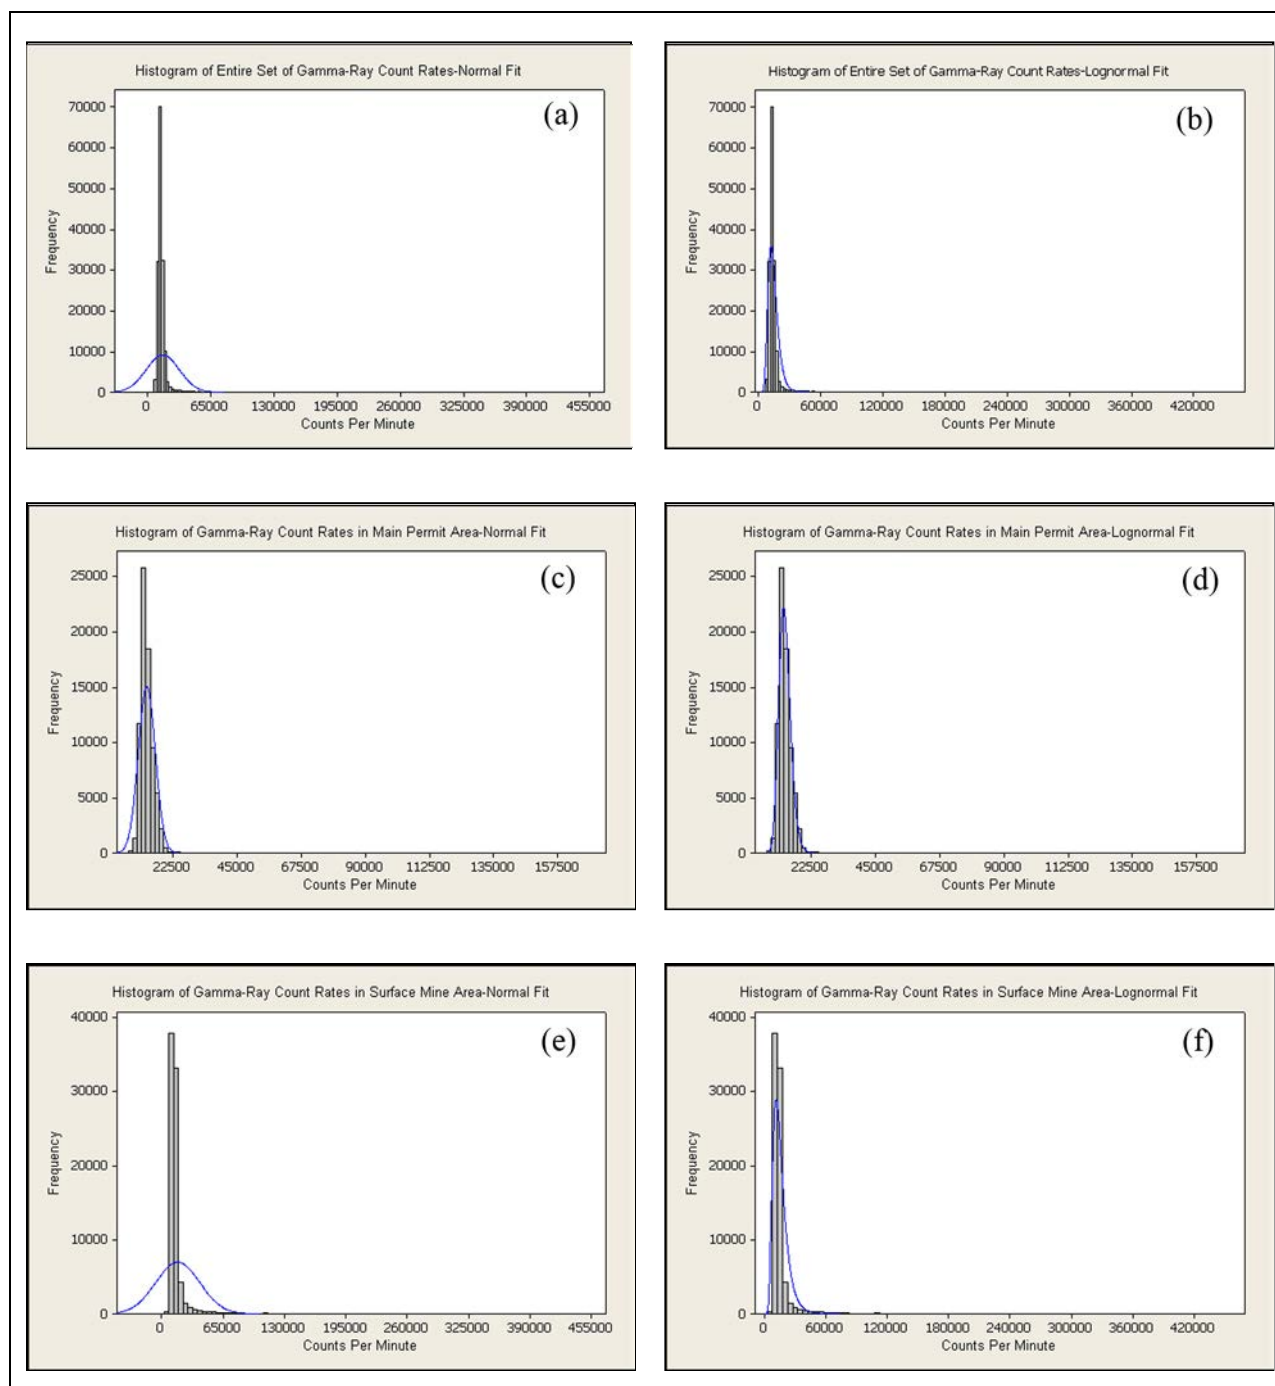 Histogram of Entire Set of Gamma-Ray Count Rates-Normal Fit
(a)
70000
60000
50000
40000
30000
20000
10000
0
Frequency
0 65000 130000 195000 260000 325000 390000 455000
Counts Per Minute
Histogram of Entire Set of Gamma-Ray Count Rates-Lognormal Fit
(b)
70000
60000
50000
40000
30000
20000
10000
0
Frequency
0 60000 120000 180000 240000 300000 360000 420000
Counts Per Minute
Histogram of Gamma-Ray Count Rates in Main Permit Area-Normal Fit
(c)
25000
20000
15000
10000
5000
0
Frequency
22500 45000 67500 90000 112500 135000 157500
Counts Per Minute
Histogram of Gamma-Ray Count Rates in Main Permit Area-Lognormal Fit
(d)
25000
20000
15000
10000
5000
0
Frequency
22500 45000 67500 90000 112500 135000 157500
Counts Per Minute
Histogram of Gamma-Ray Count Rates in Surface Mine Area-Normal Fit
(e)
40000
30000
20000
10000
0
Frequency
0 65000 130000 195000 260000 325000 390000 455000
Counts Per Minute
Histogram of Gamma-Ray Count Rates in Surface Mine Area-Lognormal Fit
(f)
40000
30000
20000
10000
0
Frequency
0 60000 120000 180000 240000 300000 360000 420000
Counts Per Minute